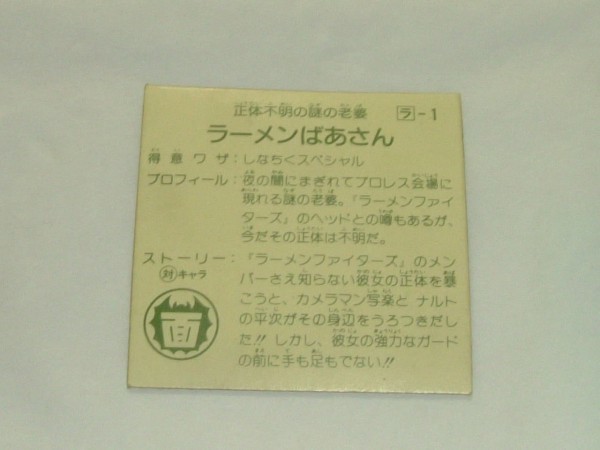 正体不明の謎の老婆
ラ-1
ラーメンばあさん
得意ワザ:しなちくスペシャル
プロフィール:夜の闇にまぎれてプロレス会場に
現れる謎の老婆。「ラーメンファイ
ターズ」のヘッドとの噂もあるが、
今だその正体は不明だ。
ストーリー:「ラーメンファイターズ」のメン
バーさえ知らない彼女の正体を暴
こうと、カメラマン写楽と ナルト
の平次がその身辺をうろつきだし
た!! しかし、彼女の強力なガード
の前に手も足もでない!!
対キャラ